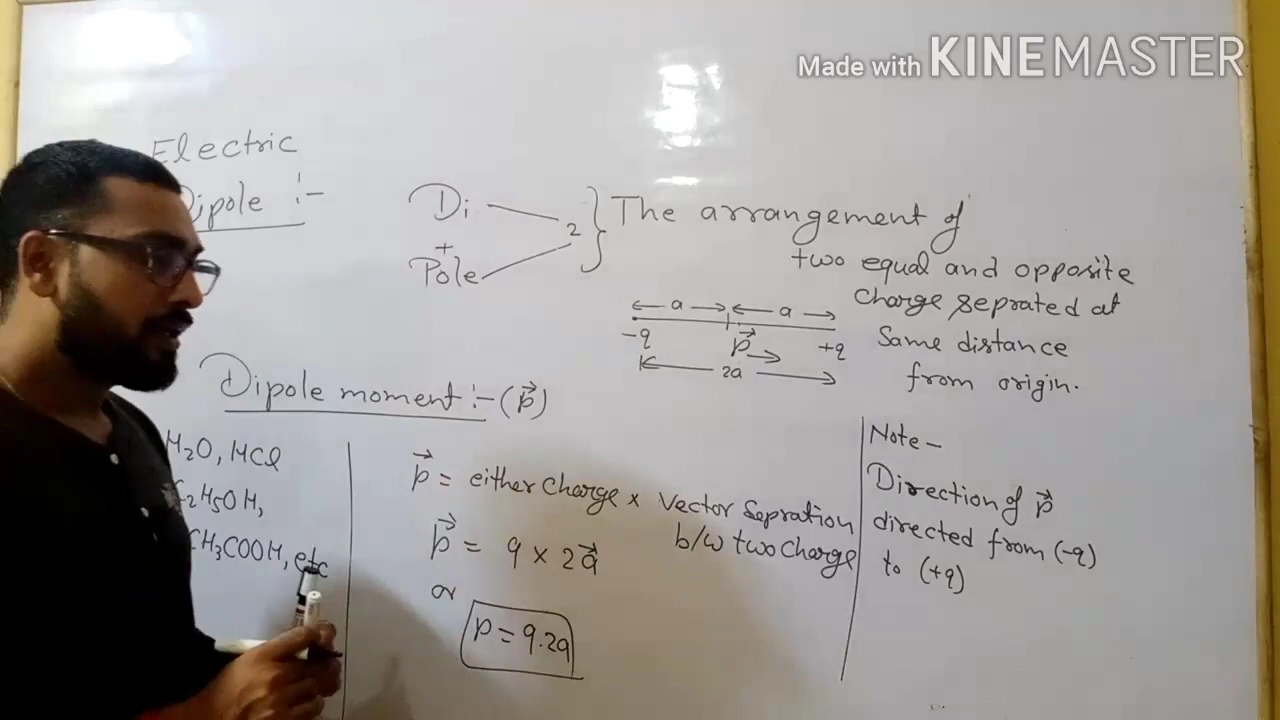 Made with KINEMASTER
Electric
Dipole :-
Di
+
Pole
2
The arrangement of
two equal and opposite
charge seprated at
same distance
from origin.
a a
-q p⃗ +q
2a
Dipole moment :- (p⃗)
H₂O, HCl
C₂H₅OH,
CH₃COOH, etc
p⃗ = either charge × vector sepration
b/w two charge
p⃗ = q × 2a⃗
or
p = q.2a
Note -
Direction of p⃗
directed from (-q)
to (+q)